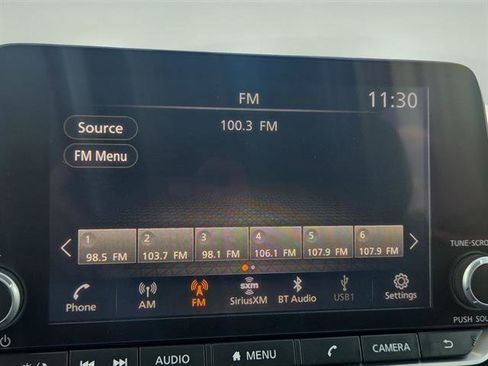 FM
11:30
Source
100.3 FM
FM Menu
1 2 3 4 5 6
98.5 FM 103.7 FM 98.1 FM 106.1 FM 107.9 FM 107.9 FM
sxm
Phone AM FM SiriusXM BT Audio USB1 Settings
TUNE-SCRO
PUSH SOU
AUDIO MENU CAMERA